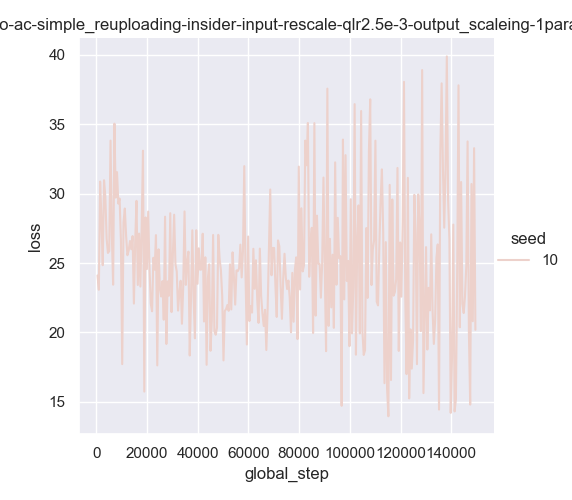 o-ac-simple_reuploading-insider-input-rescale-qlr2.5e-3-output_scaleing-1para
40
35
30
25
20
15
loss
0 20000 40000 60000 80000 100000 120000 140000
global_step
seed
10